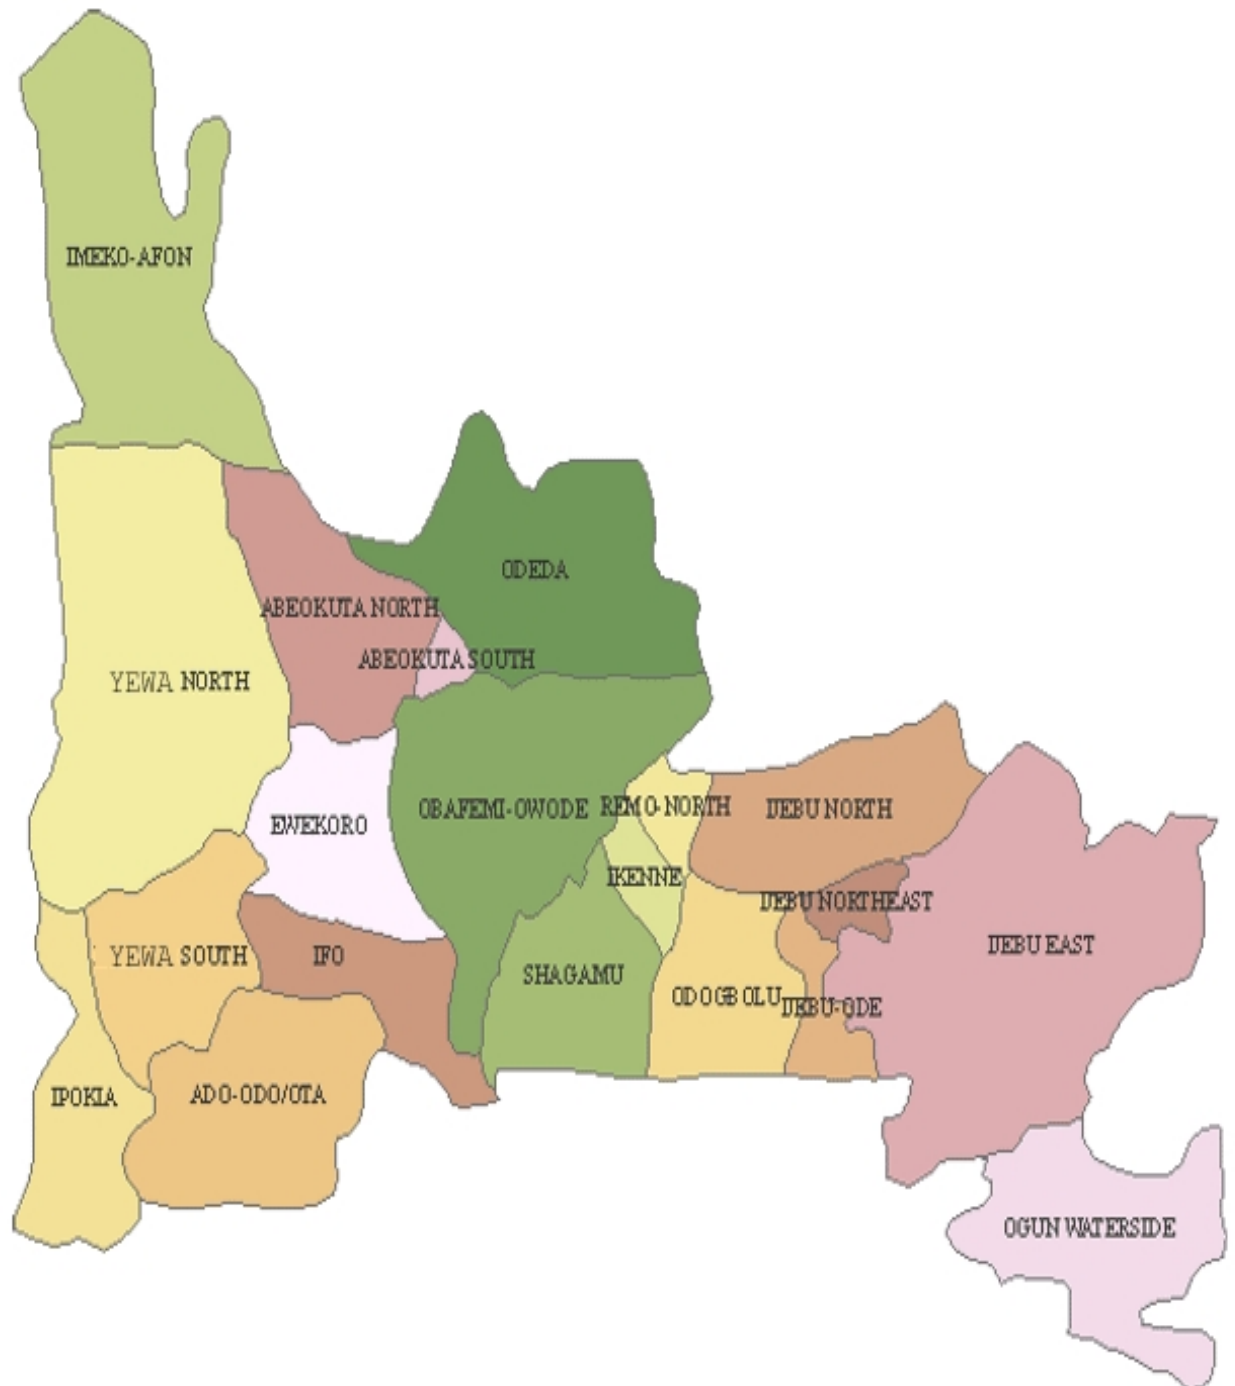 IMEKO-AFON
ODEDA
ABEOKUTA NORTH
ABEOKUTA SOUTH
YEWA NORTH
OBAFEMI-OWODE
REMO-NORTH
IJEBU NORTH
EWEKORO
IKENNE
IJEBU NORTHEAST
IJEBU EAST
YEWA SOUTH
IFO
SHAGAMU
ODOGBOLU
IJEBU-ODE
IPOKIA
ADO-ODO/OTA
OGUN WATERSIDE